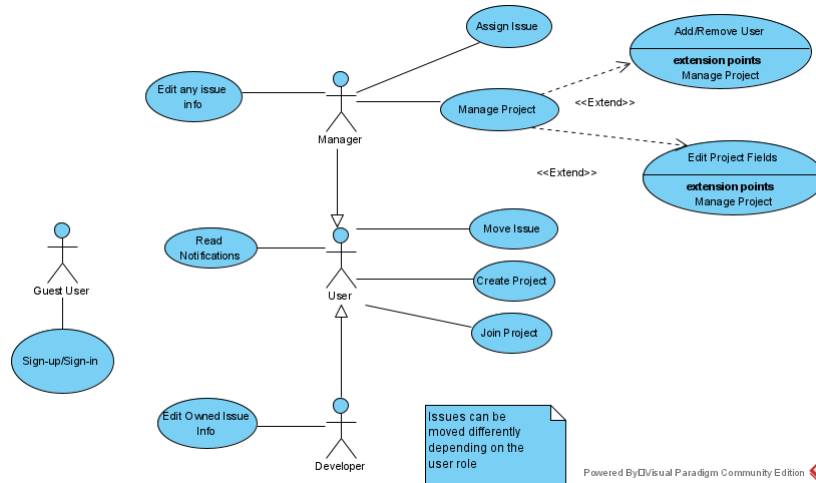 Assign Issue
Add/Remove User
extension points
Manage Project
Edit any issue
info
Manage Project
<<Extend>>
Manager
Edit Project Fields
<<Extend>>
extension points
Manage Project
Move Issue
Read
Notifications
Create Project
Guest User
User
Join Project
Sign-up/Sign-in
Edit Owned Issue
Info
Issues can be
moved differently
depending on the
user role
Developer
Powered By□Visual Paradigm Community Edition